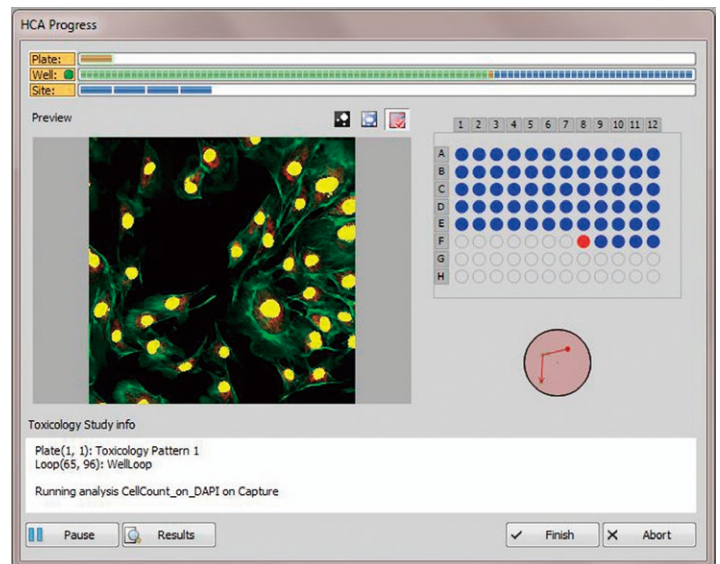 HCA Progress
Plate:
Well:
Site:
Preview
1 2 3 4 5 6 7 8 9 10 11 12
A
B
C
D
E
F
G
H
Toxicology Study info
Plate(1, 1): Toxicology Pattern 1
Loop(65, 96): WellLoop
Running analysis CellCount_on_DAPI on Capture
Pause Results Finish Abort